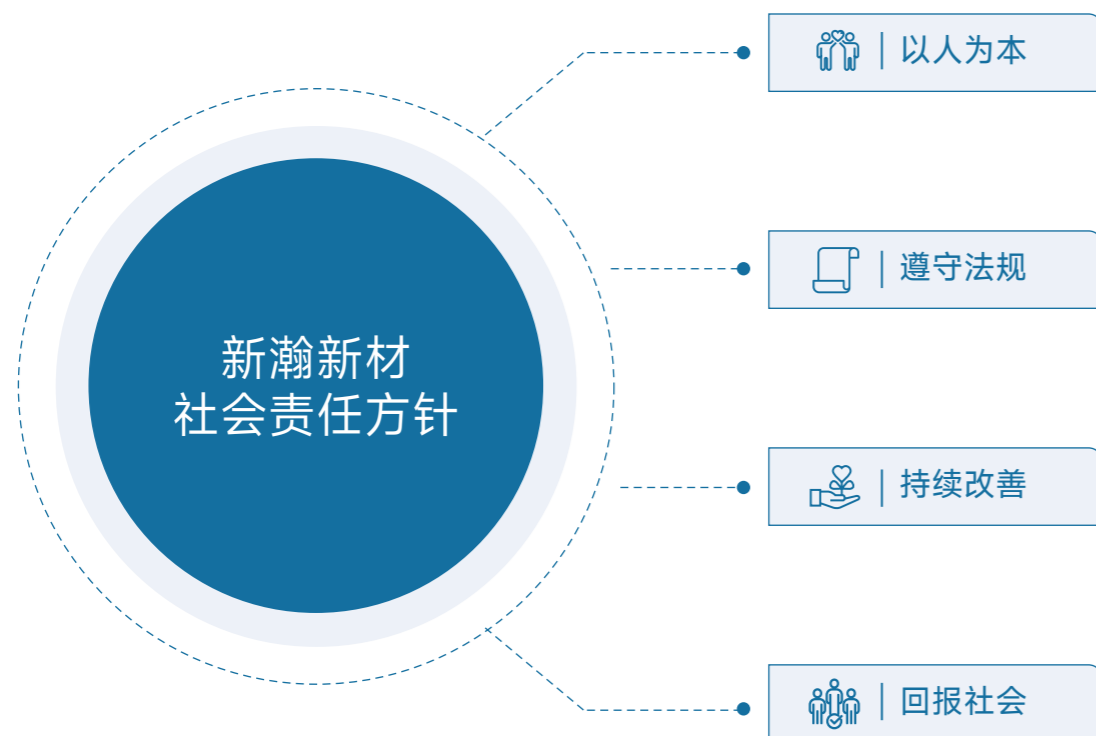 新瀚新材
社会责任方针
以人为本
遵守法规
持续改善
回报社会